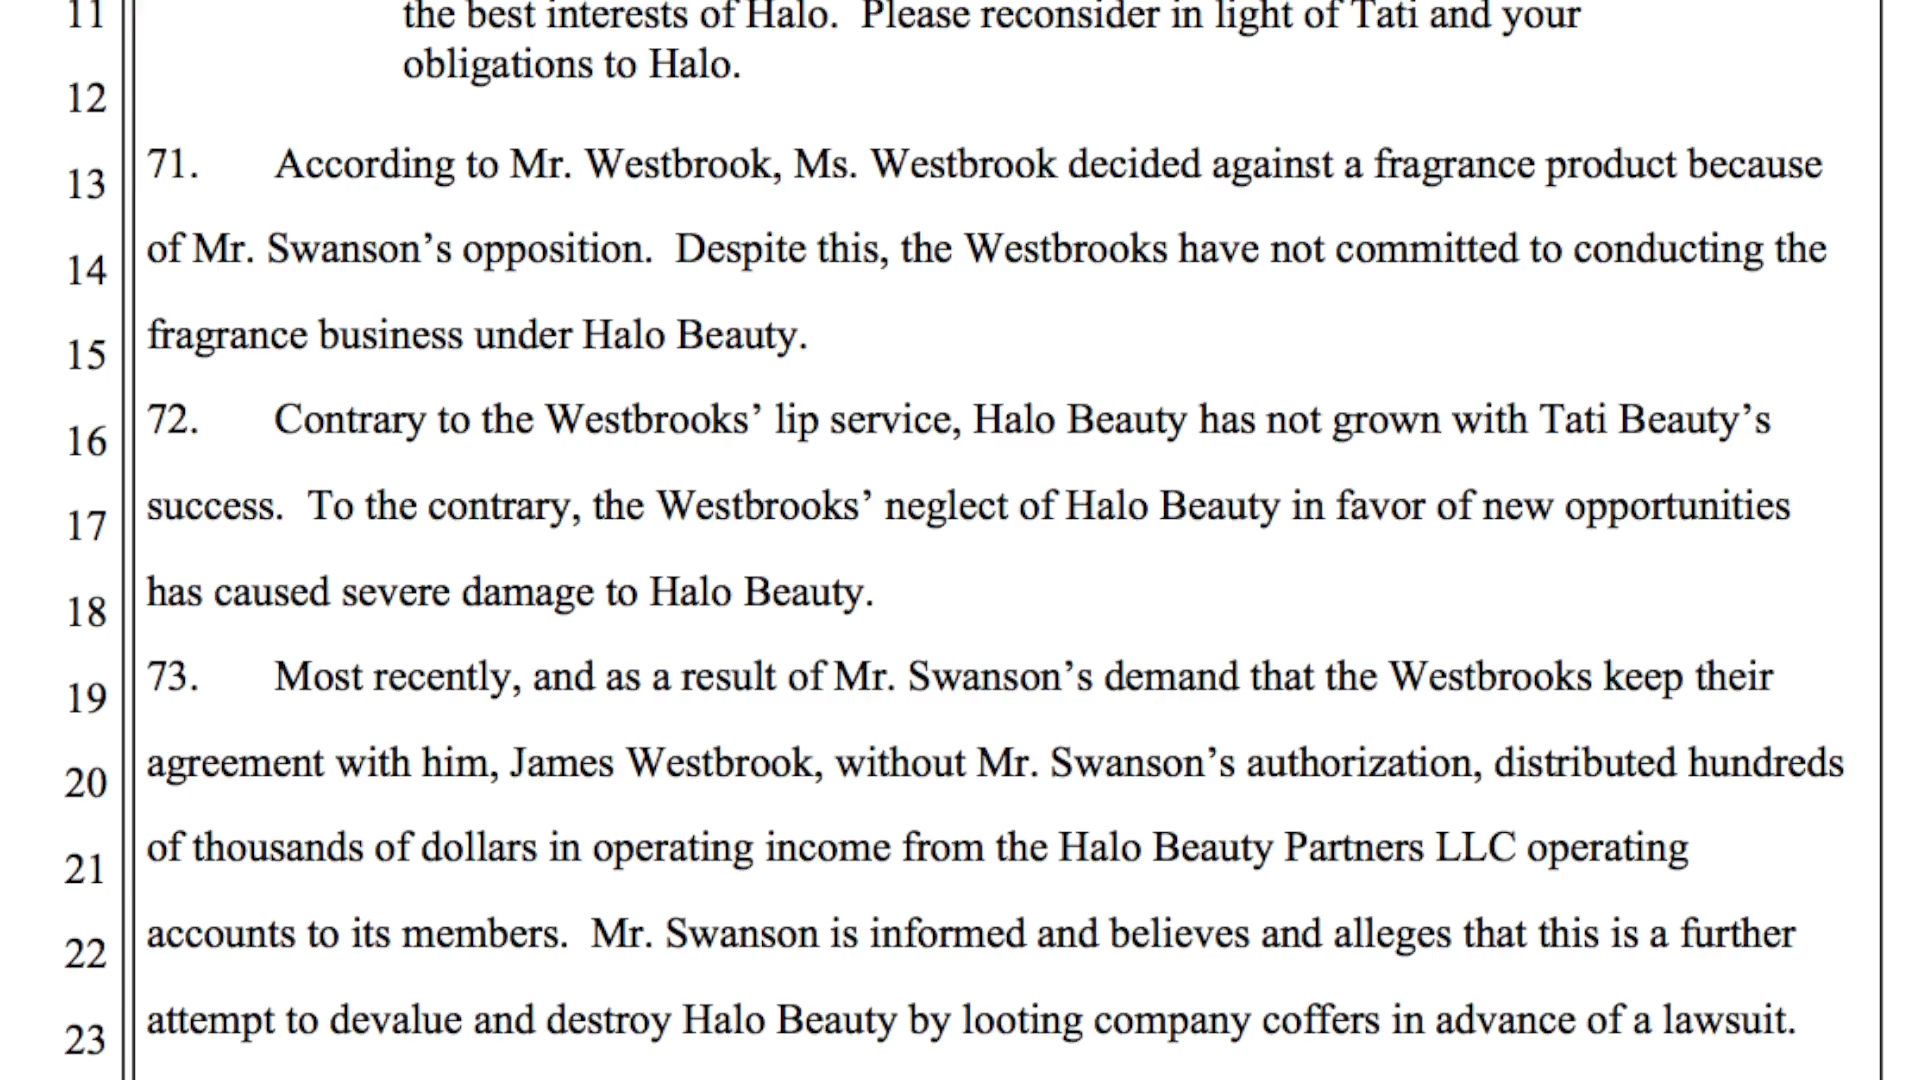 11 the best interests of Halo.  Please reconsider in light of Tati and your
obligations to Halo.
12
13 71. According to Mr. Westbrook, Ms. Westbrook decided against a fragrance product because
14 of Mr. Swanson’s opposition.  Despite this, the Westbrooks have not committed to conducting the
15 fragrance business under Halo Beauty.
16 72. Contrary to the Westbrooks’ lip service, Halo Beauty has not grown with Tati Beauty’s
17 success.  To the contrary, the Westbrooks’ neglect of Halo Beauty in favor of new opportunities
18 has caused severe damage to Halo Beauty.
19 73. Most recently, and as a result of Mr. Swanson’s demand that the Westbrooks keep their
20 agreement with him, James Westbrook, without Mr. Swanson’s authorization, distributed hundreds
21 of thousands of dollars in operating income from the Halo Beauty Partners LLC operating
22 accounts to its members.  Mr. Swanson is informed and believes and alleges that this is a further
23 attempt to devalue and destroy Halo Beauty by looting company coffers in advance of a lawsuit.